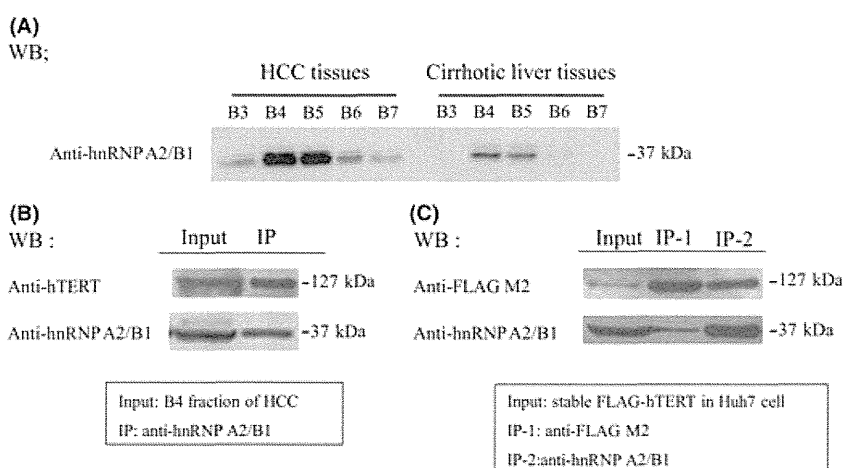 (A)
WB;
HCC tissues Cirrhotic liver tissues
B3 B4 B5 B6 B7 B3 B4 B5 B6 B7
Anti-hnRNP A2/B1 -37 kDa
(B)
WB : Input IP
Anti-hTERT -127 kDa
Anti-hnRNP A2/B1 -37 kDa
Input: B4 fraction of HCC
IP: anti-hnRNP A2/B1
(C)
WB : Input IP-1 IP-2
Anti-FLAG M2 -127 kDa
Anti-hnRNP A2/B1 -37 kDa
Input: stable FLAG-hTERT in Huh7 cell
IP-1: anti-FLAG M2
IP-2:anti-hnRNP A2/B1